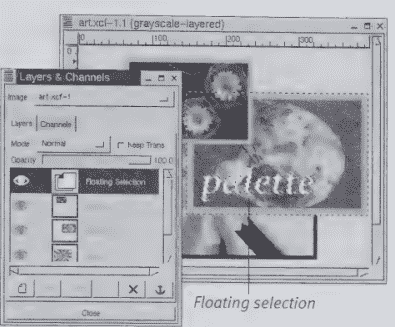 art.xcf-1.1 (grayscale-layered)
0 100 200 300
Layers & Channels
Image art.xcf-1
Layers Channels
Mode Normal Keep Trans
Opacity 100.0
Floating Selection
palette
Close
Floating selection